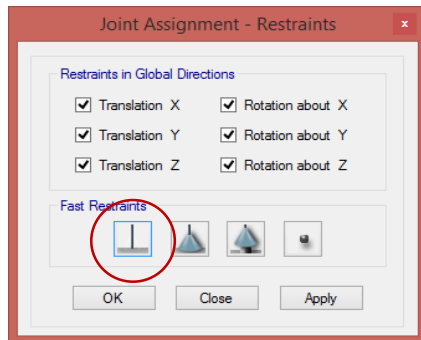 Joint Assignment - Restraints
x
Restraints in Global Directions
Translation X
Rotation about X
Translation Y
Rotation about Y
Translation Z
Rotation about Z
Fast Restraints
OK
Close
Apply